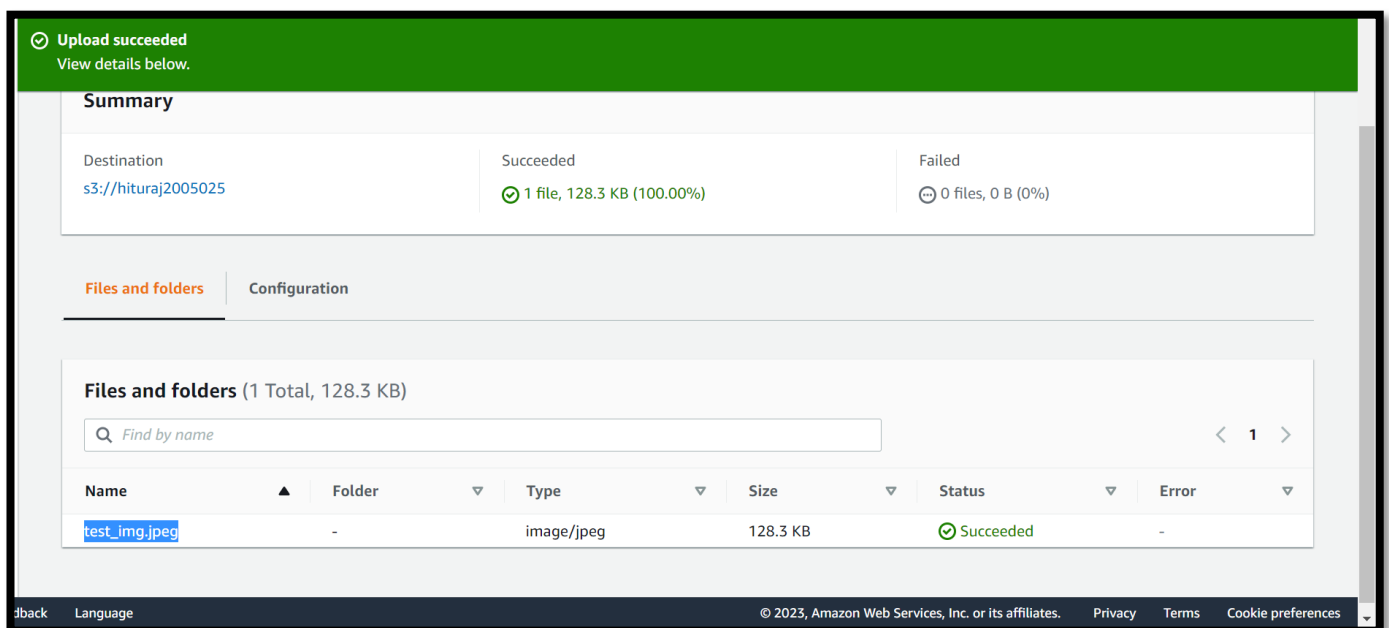 Upload succeeded
View details below.
Summary
Destination
Succeeded
Failed
s3://hituraj2005025
1 file, 128.3 KB (100.00%)
0 files, 0 B (0%)
Files and folders
Configuration
Files and folders (1 Total, 128.3 KB)
Find by name
1
Name Folder Type Size Status Error
test_img.jpeg - image/jpeg 128.3 KB Succeeded -
dback Language © 2023, Amazon Web Services, Inc. or its affiliates. Privacy Terms Cookie preferences